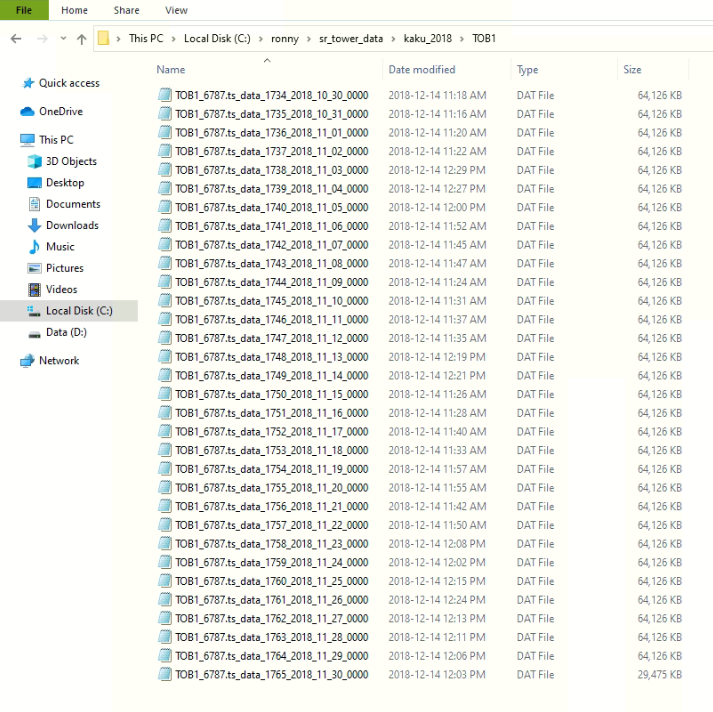 File Home Share View
This PC > Local Disk (C:) > ronny > sr_tower_data > kaku_2018 > TOB1
Name Date modified Type Size
Quick access
OneDrive
This PC
3D Objects
Desktop
Documents
Downloads
Music
Pictures
Videos
Local Disk (C:)
Data (D:)
Network
TOB1_6787.ts_data_1734_2018_10_30_0000 2018-12-14 11:18 AM DAT File 64,126 KB
TOB1_6787.ts_data_1735_2018_10_31_0000 2018-12-14 11:16 AM DAT File 64,126 KB
TOB1_6787.ts_data_1736_2018_11_01_0000 2018-12-14 11:20 AM DAT File 64,126 KB
TOB1_6787.ts_data_1737_2018_11_02_0000 2018-12-14 11:22 AM DAT File 64,126 KB
TOB1_6787.ts_data_1738_2018_11_03_0000 2018-12-14 12:29 PM DAT File 64,126 KB
TOB1_6787.ts_data_1739_2018_11_04_0000 2018-12-14 12:27 PM DAT File 64,126 KB
TOB1_6787.ts_data_1740_2018_11_05_0000 2018-12-14 12:00 PM DAT File 64,126 KB
TOB1_6787.ts_data_1741_2018_11_06_0000 2018-12-14 11:52 AM DAT File 64,126 KB
TOB1_6787.ts_data_1742_2018_11_07_0000 2018-12-14 11:45 AM DAT File 64,126 KB
TOB1_6787.ts_data_1743_2018_11_08_0000 2018-12-14 11:47 AM DAT File 64,126 KB
TOB1_6787.ts_data_1744_2018_11_09_0000 2018-12-14 11:24 AM DAT File 64,126 KB
TOB1_6787.ts_data_1745_2018_11_10_0000 2018-12-14 11:31 AM DAT File 64,126 KB
TOB1_6787.ts_data_1746_2018_11_11_0000 2018-12-14 11:37 AM DAT File 64,126 KB
TOB1_6787.ts_data_1747_2018_11_12_0000 2018-12-14 11:35 AM DAT File 64,126 KB
TOB1_6787.ts_data_1748_2018_11_13_0000 2018-12-14 12:19 PM DAT File 64,126 KB
TOB1_6787.ts_data_1749_2018_11_14_0000 2018-12-14 12:21 PM DAT File 64,126 KB
TOB1_6787.ts_data_1750_2018_11_15_0000 2018-12-14 11:26 AM DAT File 64,126 KB
TOB1_6787.ts_data_1751_2018_11_16_0000 2018-12-14 11:28 AM DAT File 64,126 KB
TOB1_6787.ts_data_1752_2018_11_17_0000 2018-12-14 11:40 AM DAT File 64,126 KB
TOB1_6787.ts_data_1753_2018_11_18_0000 2018-12-14 11:33 AM DAT File 64,126 KB
TOB1_6787.ts_data_1754_2018_11_19_0000 2018-12-14 11:57 AM DAT File 64,126 KB
TOB1_6787.ts_data_1755_2018_11_20_0000 2018-12-14 11:55 AM DAT File 64,126 KB
TOB1_6787.ts_data_1756_2018_11_21_0000 2018-12-14 11:42 AM DAT File 64,126 KB
TOB1_6787.ts_data_1757_2018_11_22_0000 2018-12-14 11:50 AM DAT File 64,126 KB
TOB1_6787.ts_data_1758_2018_11_23_0000 2018-12-14 12:08 PM DAT File 64,126 KB
TOB1_6787.ts_data_1759_2018_11_24_0000 2018-12-14 12:02 PM DAT File 64,126 KB
TOB1_6787.ts_data_1760_2018_11_25_0000 2018-12-14 12:15 PM DAT File 64,126 KB
TOB1_6787.ts_data_1761_2018_11_26_0000 2018-12-14 12:24 PM DAT File 64,126 KB
TOB1_6787.ts_data_1762_2018_11_27_0000 2018-12-14 12:13 PM DAT File 64,126 KB
TOB1_6787.ts_data_1763_2018_11_28_0000 2018-12-14 12:11 PM DAT File 64,126 KB
TOB1_6787.ts_data_1764_2018_11_29_0000 2018-12-14 12:06 PM DAT File 64,126 KB
TOB1_6787.ts_data_1765_2018_11_30_0000 2018-12-14 12:03 PM DAT File 29,475 KB